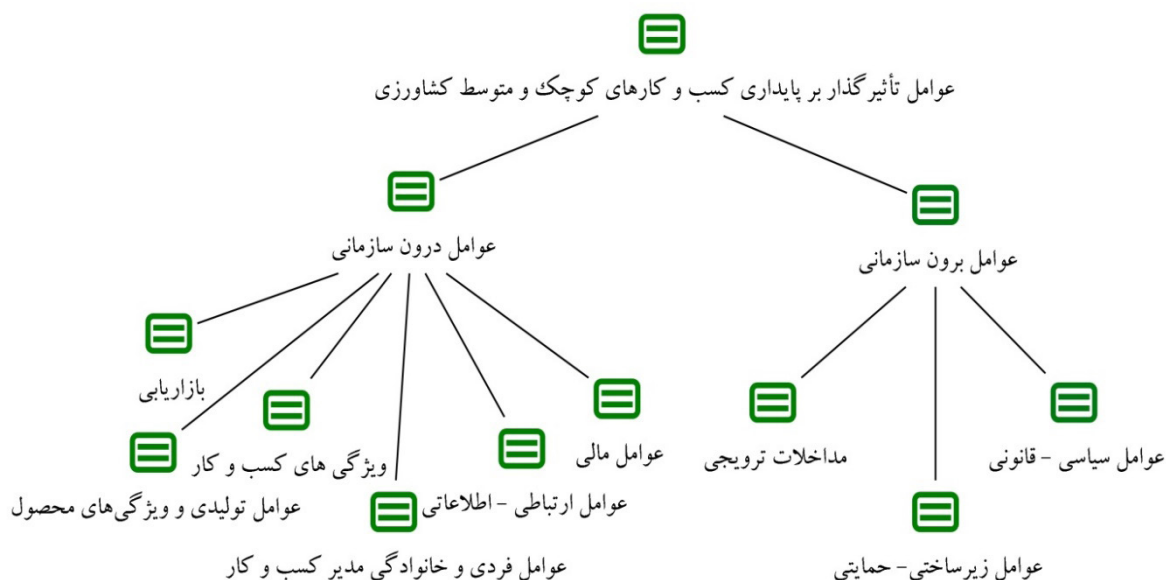 عوامل تأثیرگذار بر پایداری کسب و کارهای کوچک و متوسط کشاورزی
عوامل برون سازمانی
عوامل درون سازمانی
عوامل سیاسی - قانونی
مداخلات ترویجی
عوامل زیرساختی- حمایتی
عوامل مالی
عوامل ارتباطی - اطلاعاتی
عوامل فردی و خانوادگی مدیر کسب و کار
ویژگی های کسب و کار
عوامل تولیدی و ویژگی‌های محصول
بازاریابی